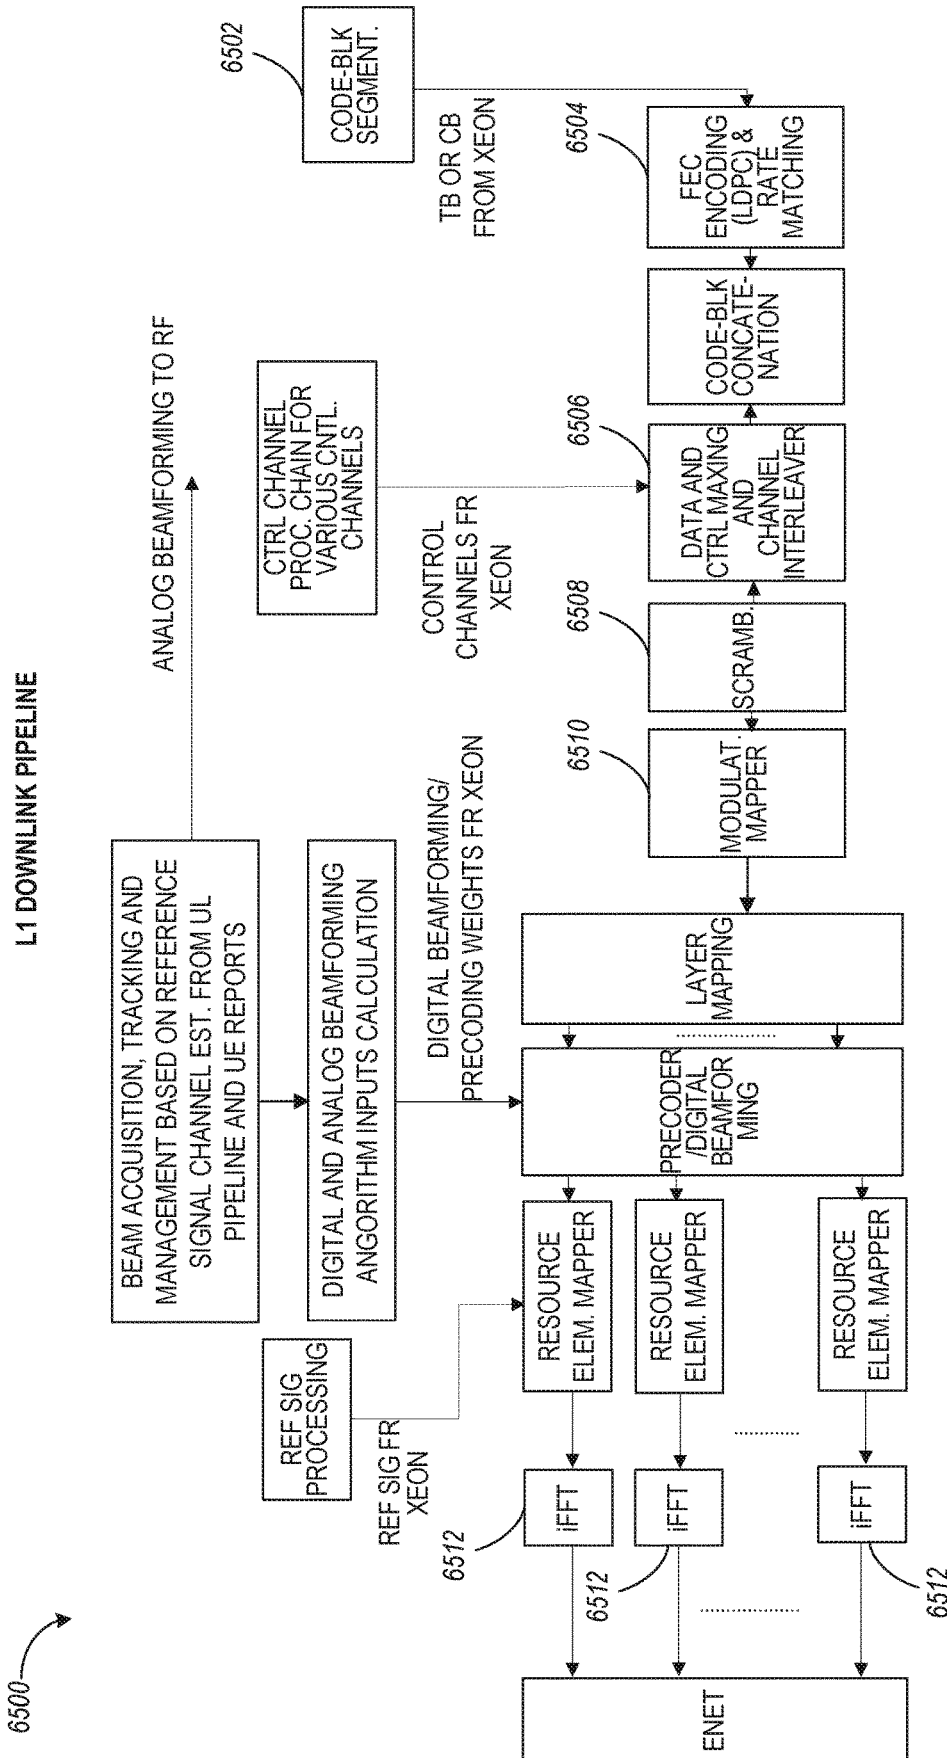 6500
L1 DOWNLINK PIPELINE
BEAM ACQUISITION, TRACKING AND
MANAGEMENT BASED ON REFERENCE
SIGNAL CHANNEL EST. FROM UL
PIPELINE AND UE REPORTS
ANALOG BEAMFORMING TO RF
6502
CODE-BLK
SEGMENT.
REF SIG
PROCESSING
DIGITAL AND ANALOG BEAMFORMING
ANGORITHM INPUTS CALCULATION
CTRL CHANNEL
PROC. CHAIN FOR
VARIOUS CNTL.
CHANNELS
REF SIG FR
XEON
DIGITAL BEAMFORMING/
PRECODING WEIGHTS FR XEON
CONTROL
CHANNELS FR
XEON
TB OR CB
FROM XEON
ENET
6512
iFFT
6512
iFFT
6512
iFFT
RESOURCE
ELEM. MAPPER
RESOURCE
ELEM. MAPPER
RESOURCE
ELEM. MAPPER
PRECODER
/DIGITAL
BEAMFOR
MING
LAYER
MAPPING
6510
MODULAT.
MAPPER
6508
SCRAMB.
6506
DATA AND
CTRL MAXING
AND
CHANNEL
INTERLEAVER
CODE-BLK
CONCATE-
NATION
6504
FEC
ENCODING
(LDPC) &
RATE
MATCHING